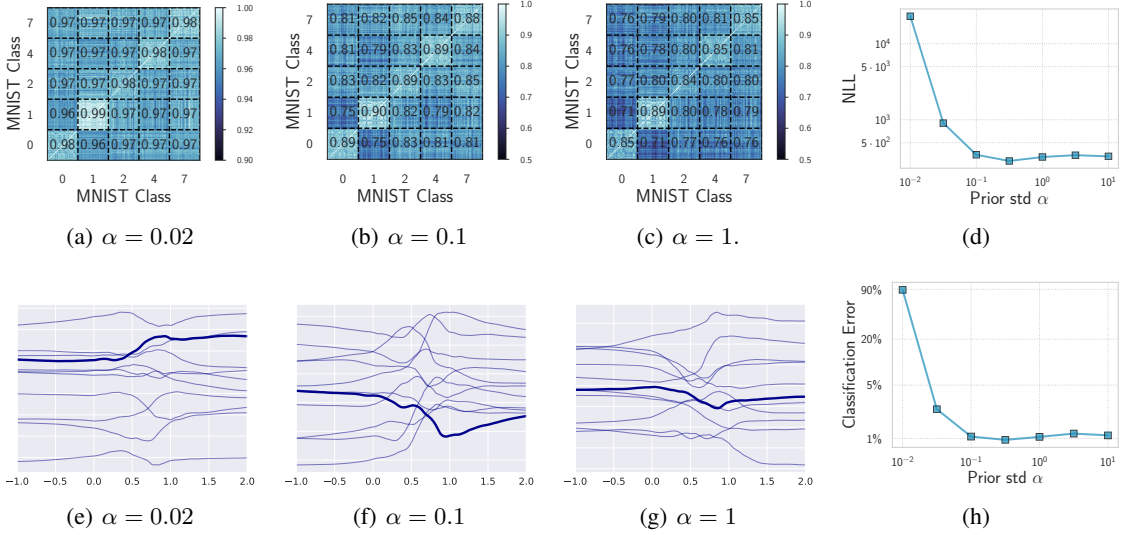 MNIST Class
7 4 2 1 0
0.97 0.97 0.97 0.97 0.98
0.97 0.97 0.97 0.98 0.97
0.97 0.97 0.98 0.97 0.97
0.96 0.99 0.97 0.97 0.97
0.98 0.96 0.97 0.97 0.97
0 1 2 4 7
MNIST Class
1.00
0.98
0.96
0.94
0.92
0.90
(a) α = 0.02
MNIST Class
7 4 2 1 0
0.81 0.82 0.85 0.84 0.88
0.81 0.79 0.83 0.89 0.84
0.83 0.82 0.89 0.83 0.85
0.75 0.90 0.82 0.79 0.82
0.89 0.75 0.83 0.81 0.81
0 1 2 4 7
MNIST Class
1.0
0.9
0.8
0.7
0.6
0.5
(b) α = 0.1
MNIST Class
7 4 2 1 0
0.76 0.79 0.80 0.81 0.85
0.76 0.78 0.80 0.85 0.81
0.77 0.80 0.84 0.80 0.80
0.71 0.89 0.80 0.78 0.79
0.85 0.71 0.77 0.76 0.76
0 1 2 4 7
MNIST Class
1.0
0.9
0.8
0.7
0.6
0.5
(c) α = 1.
NLL
10⁴
5 · 10³
10³
5 · 10²
10⁻² 10⁻¹ 10⁰ 10¹
Prior std α
(d)
−1.0 −0.5 0.0 0.5 1.0 1.5 2.0
(e) α = 0.02
−1.0 −0.5 0.0 0.5 1.0 1.5 2.0
(f) α = 0.1
−1.0 −0.5 0.0 0.5 1.0 1.5 2.0
(g) α = 1
Classification Error
90%
20%
5%
1%
10⁻² 10⁻¹ 10⁰ 10¹
Prior std α
(h)